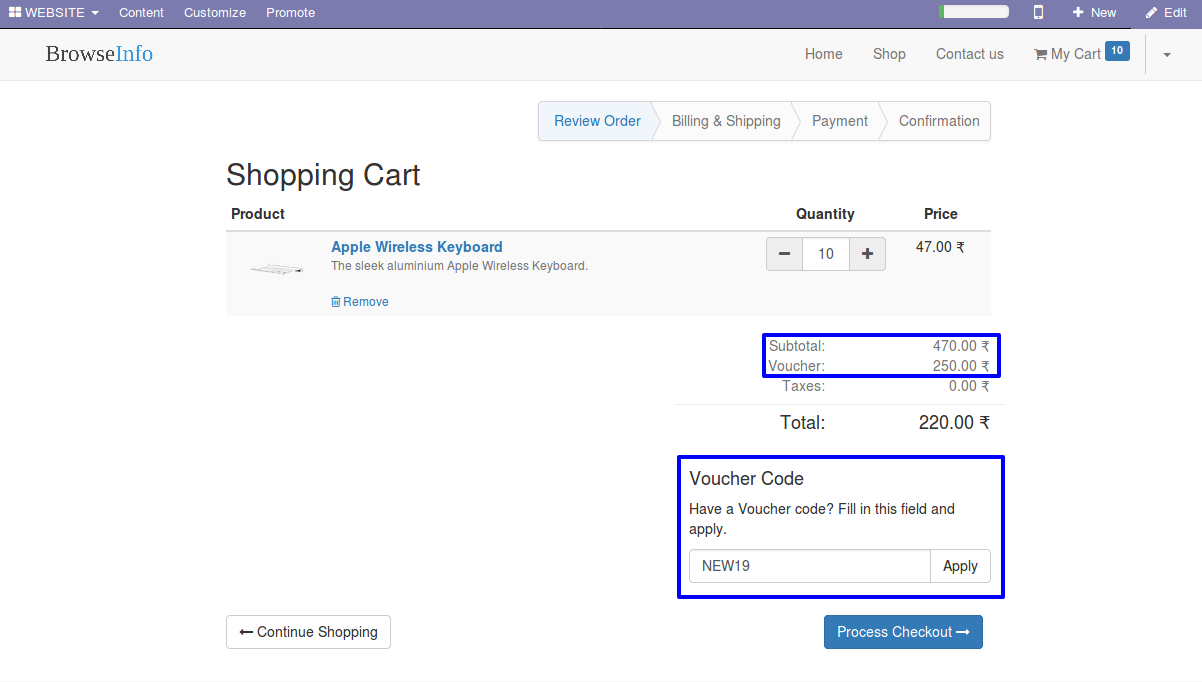 WEBSITE Content Customize Promote New Edit
BrowseInfo Home Shop Contact us My Cart 10
Review Order Billing & Shipping Payment Confirmation
Shopping Cart
Product Quantity Price
Apple Wireless Keyboard 10 47.00 ₹
The sleek aluminium Apple Wireless Keyboard.
Remove
Subtotal: 470.00 ₹
Voucher: 250.00 ₹
Taxes: 0.00 ₹
Total: 220.00 ₹
Voucher Code
Have a Voucher code? Fill in this field and
apply.
NEW19 Apply
Continue Shopping Process Checkout